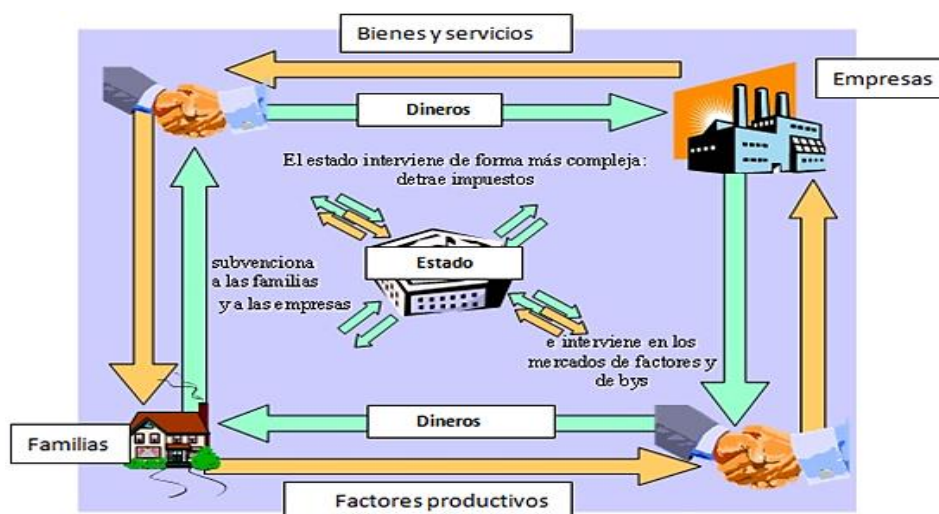 Bienes y servicios
Empresas
Dineros
El estado interviene de forma más compleja:
detrae impuestos
Estado
subvenciona
a las familias
y a las empresas
e interviene en los
mercados de factores y
de bys
Dineros
Familias
Factores productivos